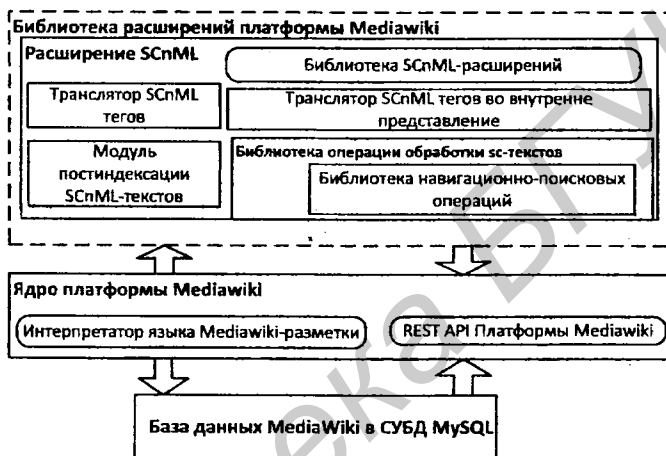 Библиотека расширений платформы Mediawiki
Расширение SCnML
Библиотека SCnML-расширений
Транслятор SCnML
тегов
Транслятор SCnML тегов во внутренне
представление
Модуль
постиндексации
SCnML-текстов
Библиотека операции обработки sc-текстов
Библиотека навигационно-поисковых
операций
Ядро платформы Mediawiki
Интерпретатор языка Mediawiki-разметки
REST API Платформы Mediawiki
База данных MediaWiki в СУБД MySQL